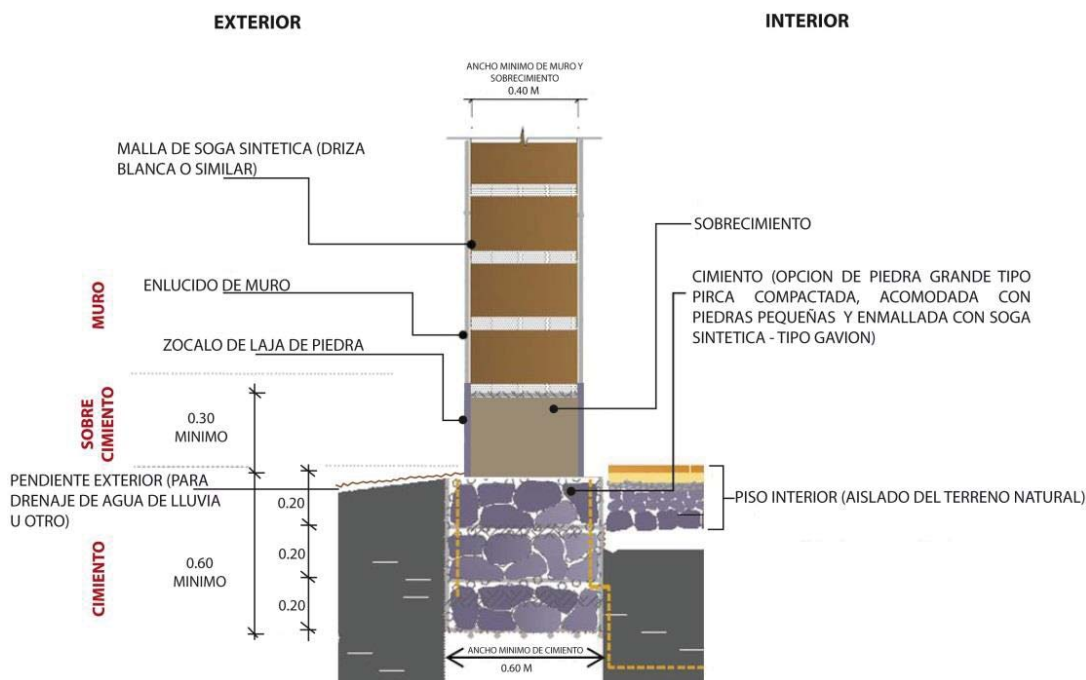 EXTERIOR
INTERIOR
ANCHO MINIMO DE MURO Y
SOBRECIMIENTO
0.40 M
MALLA DE SOGA SINTETICA (DRIZA
BLANCA O SIMILAR)
SOBRECIMIENTO
CIMIENTO (OPCION DE PIEDRA GRANDE TIPO
PIRCA COMPACTADA, ACOMODADA CON
PIEDRAS PEQUEÑAS Y ENMALLADA CON SOGA
SINTETICA - TIPO GAVION)
MURO
ENLUCIDO DE MURO
ZOCALO DE LAJA DE PIEDRA
SOBRE
CIMIENTO
0.30
MINIMO
PENDIENTE EXTERIOR (PARA
DRENAJE DE AGUA DE LLUVIA
U OTRO)
PISO INTERIOR (AISLADO DEL TERRENO NATURAL)
CIMIENTO
0.60
MINIMO
0.20
0.20
0.20
ANCHO MINIMO DE CIMIENTO
0.60 M